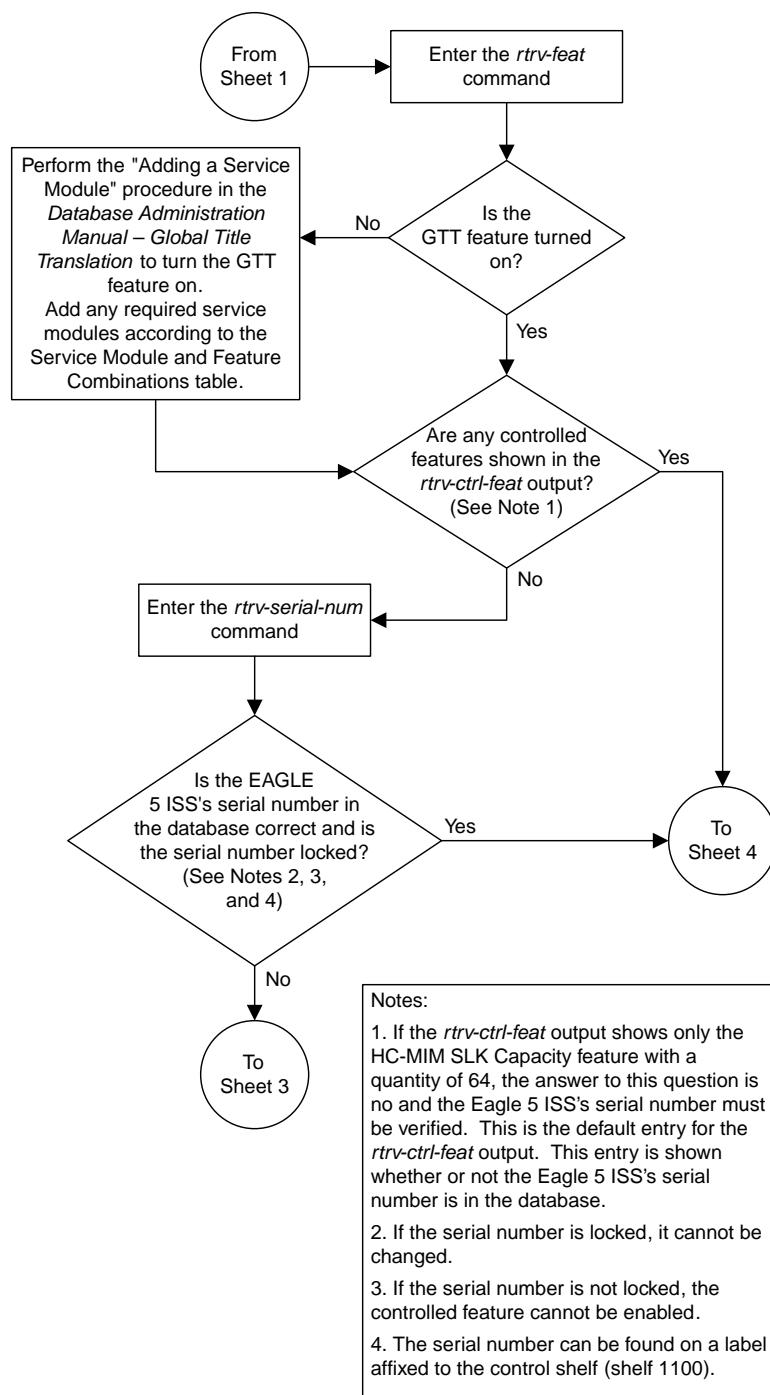 From
Sheet 1
Enter the rtrv-feat
command
Perform the "Adding a Service
Module" procedure in the
Database Administration
Manual – Global Title
Translation to turn the GTT
feature on.
Add any required service
modules according to the
Service Module and Feature
Combinations table.
No
Is the
GTT feature turned
on?
Yes
Are any controlled
features shown in the
rtrv-ctrl-feat output?
(See Note 1)
Yes
No
Enter the rtrv-serial-num
command
Is the EAGLE
5 ISS's serial number in
the database correct and is
the serial number locked?
(See Notes 2, 3,
and 4)
Yes
To
Sheet 4
No
To
Sheet 3
Notes:
1. If the rtrv-ctrl-feat output shows only the
HC-MIM SLK Capacity feature with a
quantity of 64, the answer to this question is
no and the Eagle 5 ISS's serial number must
be verified.  This is the default entry for the
rtrv-ctrl-feat output.  This entry is shown
whether or not the Eagle 5 ISS's serial
number is in the database.
2. If the serial number is locked, it cannot be
changed.
3. If the serial number is not locked, the
controlled feature cannot be enabled.
4. The serial number can be found on a label
affixed to the control shelf (shelf 1100).